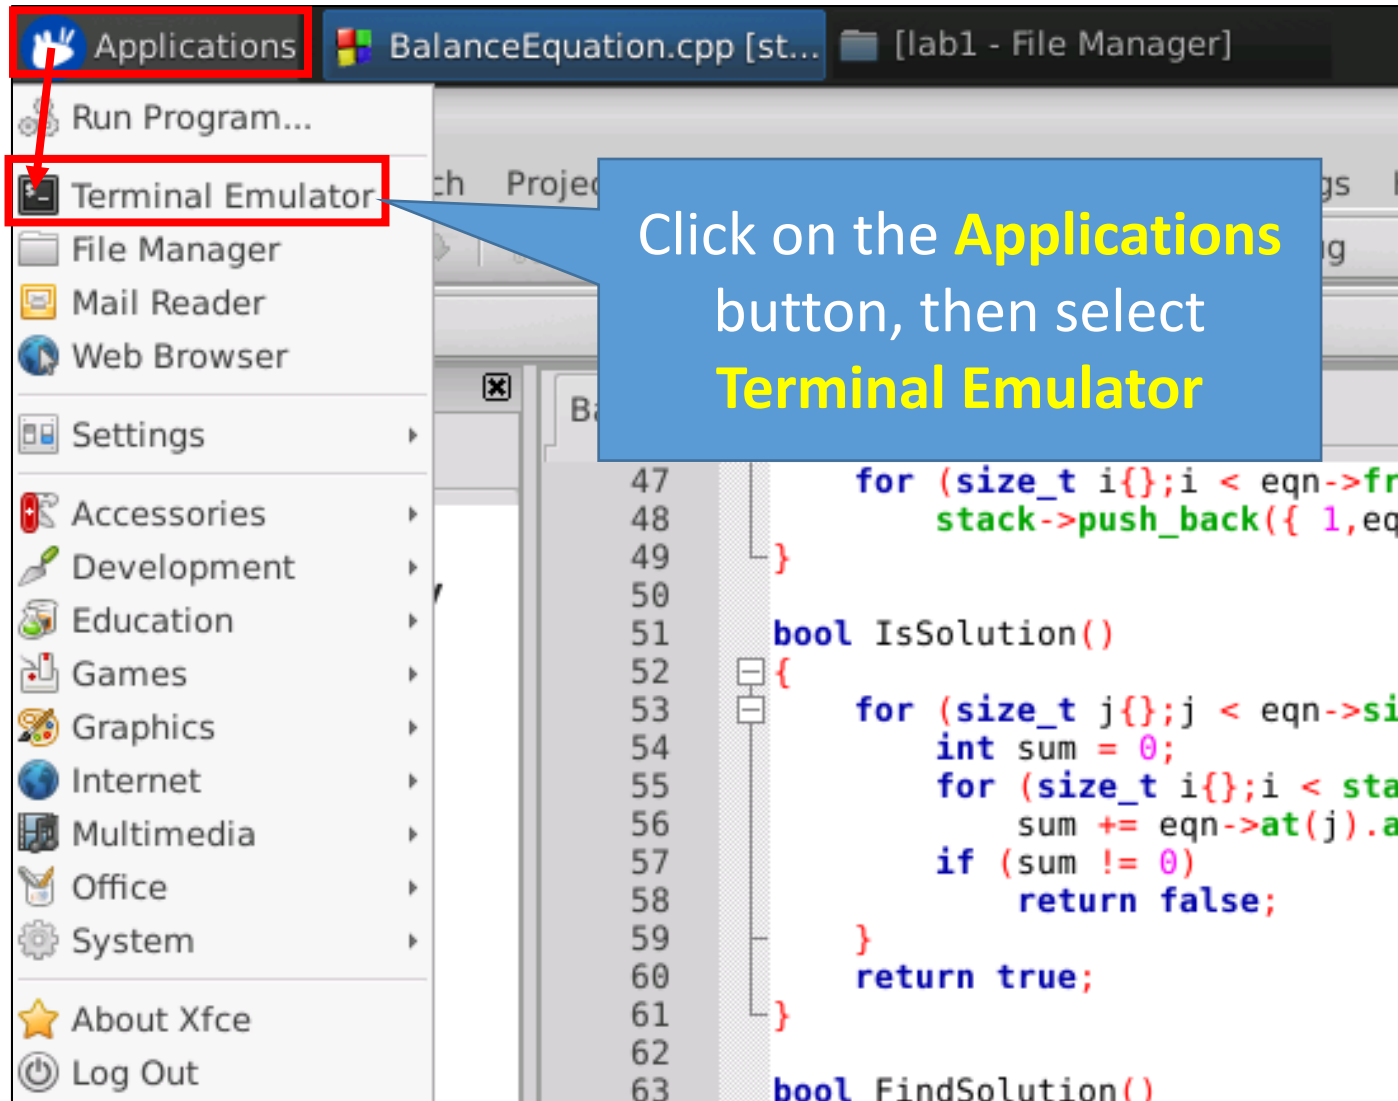 Applications
BalanceEquation.cpp [st...
[lab1 - File Manager]
Run Program...
Terminal Emulator
File Manager
Mail Reader
Web Browser
Settings
Accessories
Development
Education
Games
Graphics
Internet
Multimedia
Office
System
About Xfce
Log Out
Click on the Applications
button, then select
Terminal Emulator
47 for (size_t i{};i < eqn->fr
48 stack->push_back({ 1,eq
49 }
50
51 bool IsSolution()
52 {
53 for (size_t j{};j < eqn->si
54 int sum = 0;
55 for (size_t i{};i < sta
56 sum += eqn->at(j).a
57 if (sum != 0)
58 return false;
59 }
60 return true;
61 }
62
63 bool FindSolution()